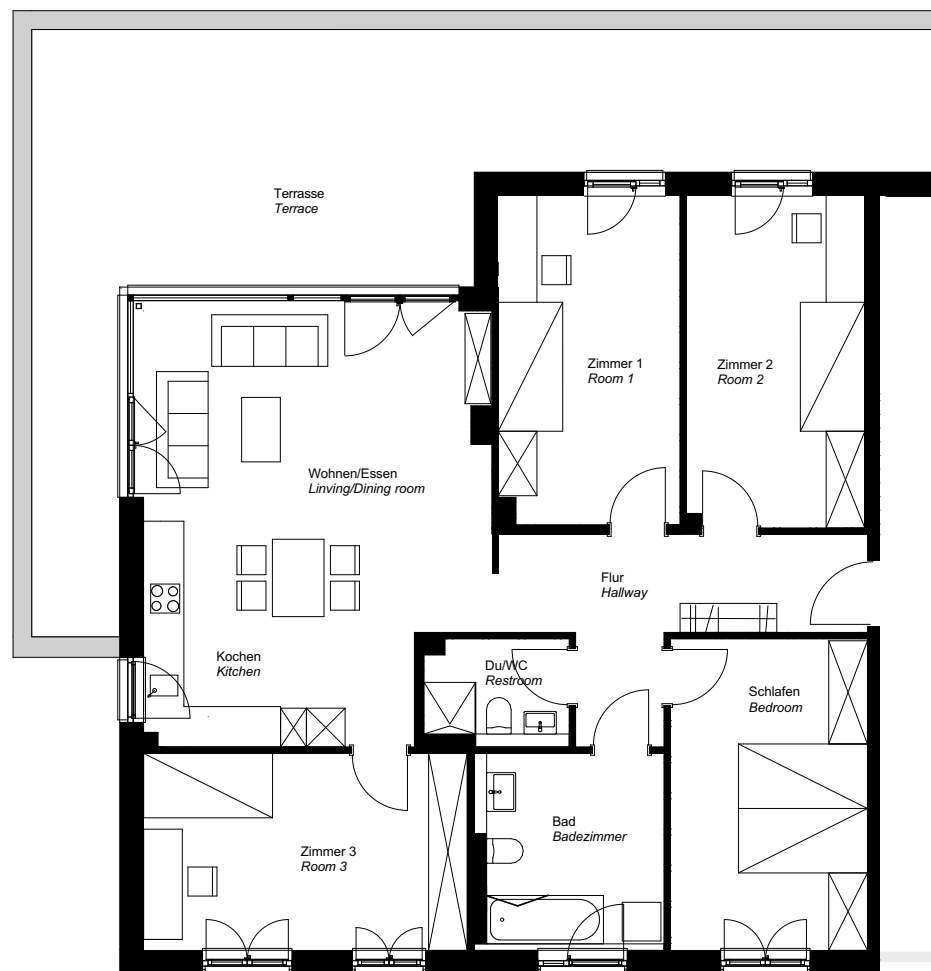 Terrasse
Terrace
Zimmer 1
Room 1
Zimmer 2
Room 2
Wohnen/Essen
Linving/Dining room
Flur
Hallway
Kochen
Kitchen
Du/WC
Restroom
Schlafen
Bedroom
Bad
Badezimmer
Zimmer 3
Room 3